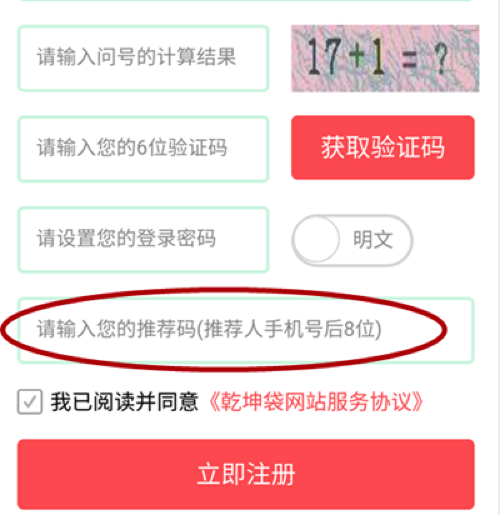 请输入问号的计算结果
17+1=?
请输入您的6位验证码
获取验证码
请设置您的登录密码
明文
请输入您的推荐码(推荐人手机号后8位)
我已阅读并同意《乾坤袋网站服务协议》
立即注册